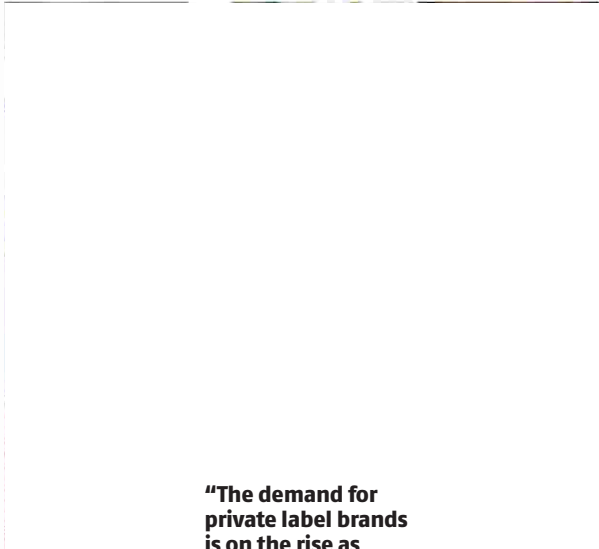 “The demand for
private label brands
is on the rise as